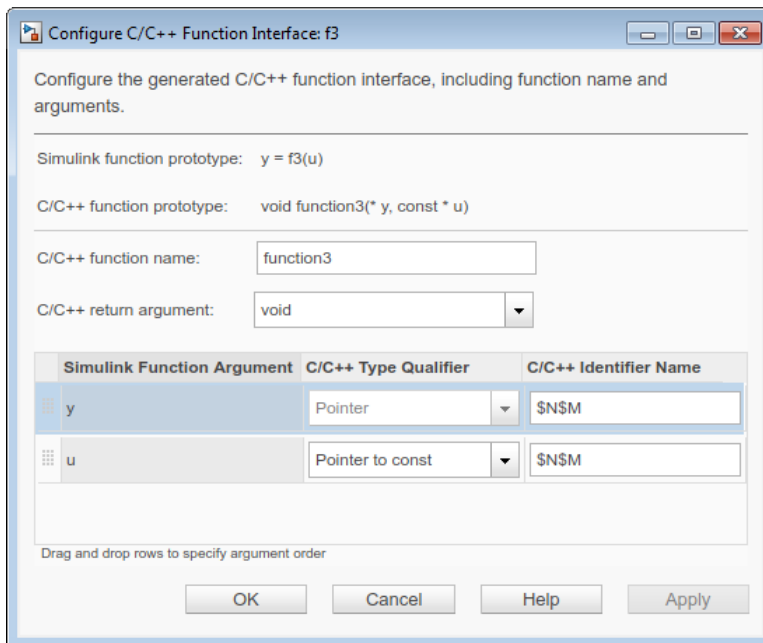 Configure C/C++ Function Interface: f3
Configure the generated C/C++ function interface, including function name and
arguments.
Simulink function prototype: y = f3(u)
C/C++ function prototype: void function3(* y, const * u)
C/C++ function name: function3
C/C++ return argument: void
Simulink Function Argument C/C++ Type Qualifier C/C++ Identifier Name
y Pointer $N$M
u Pointer to const $N$M
Drag and drop rows to specify argument order
OK Cancel Help Apply